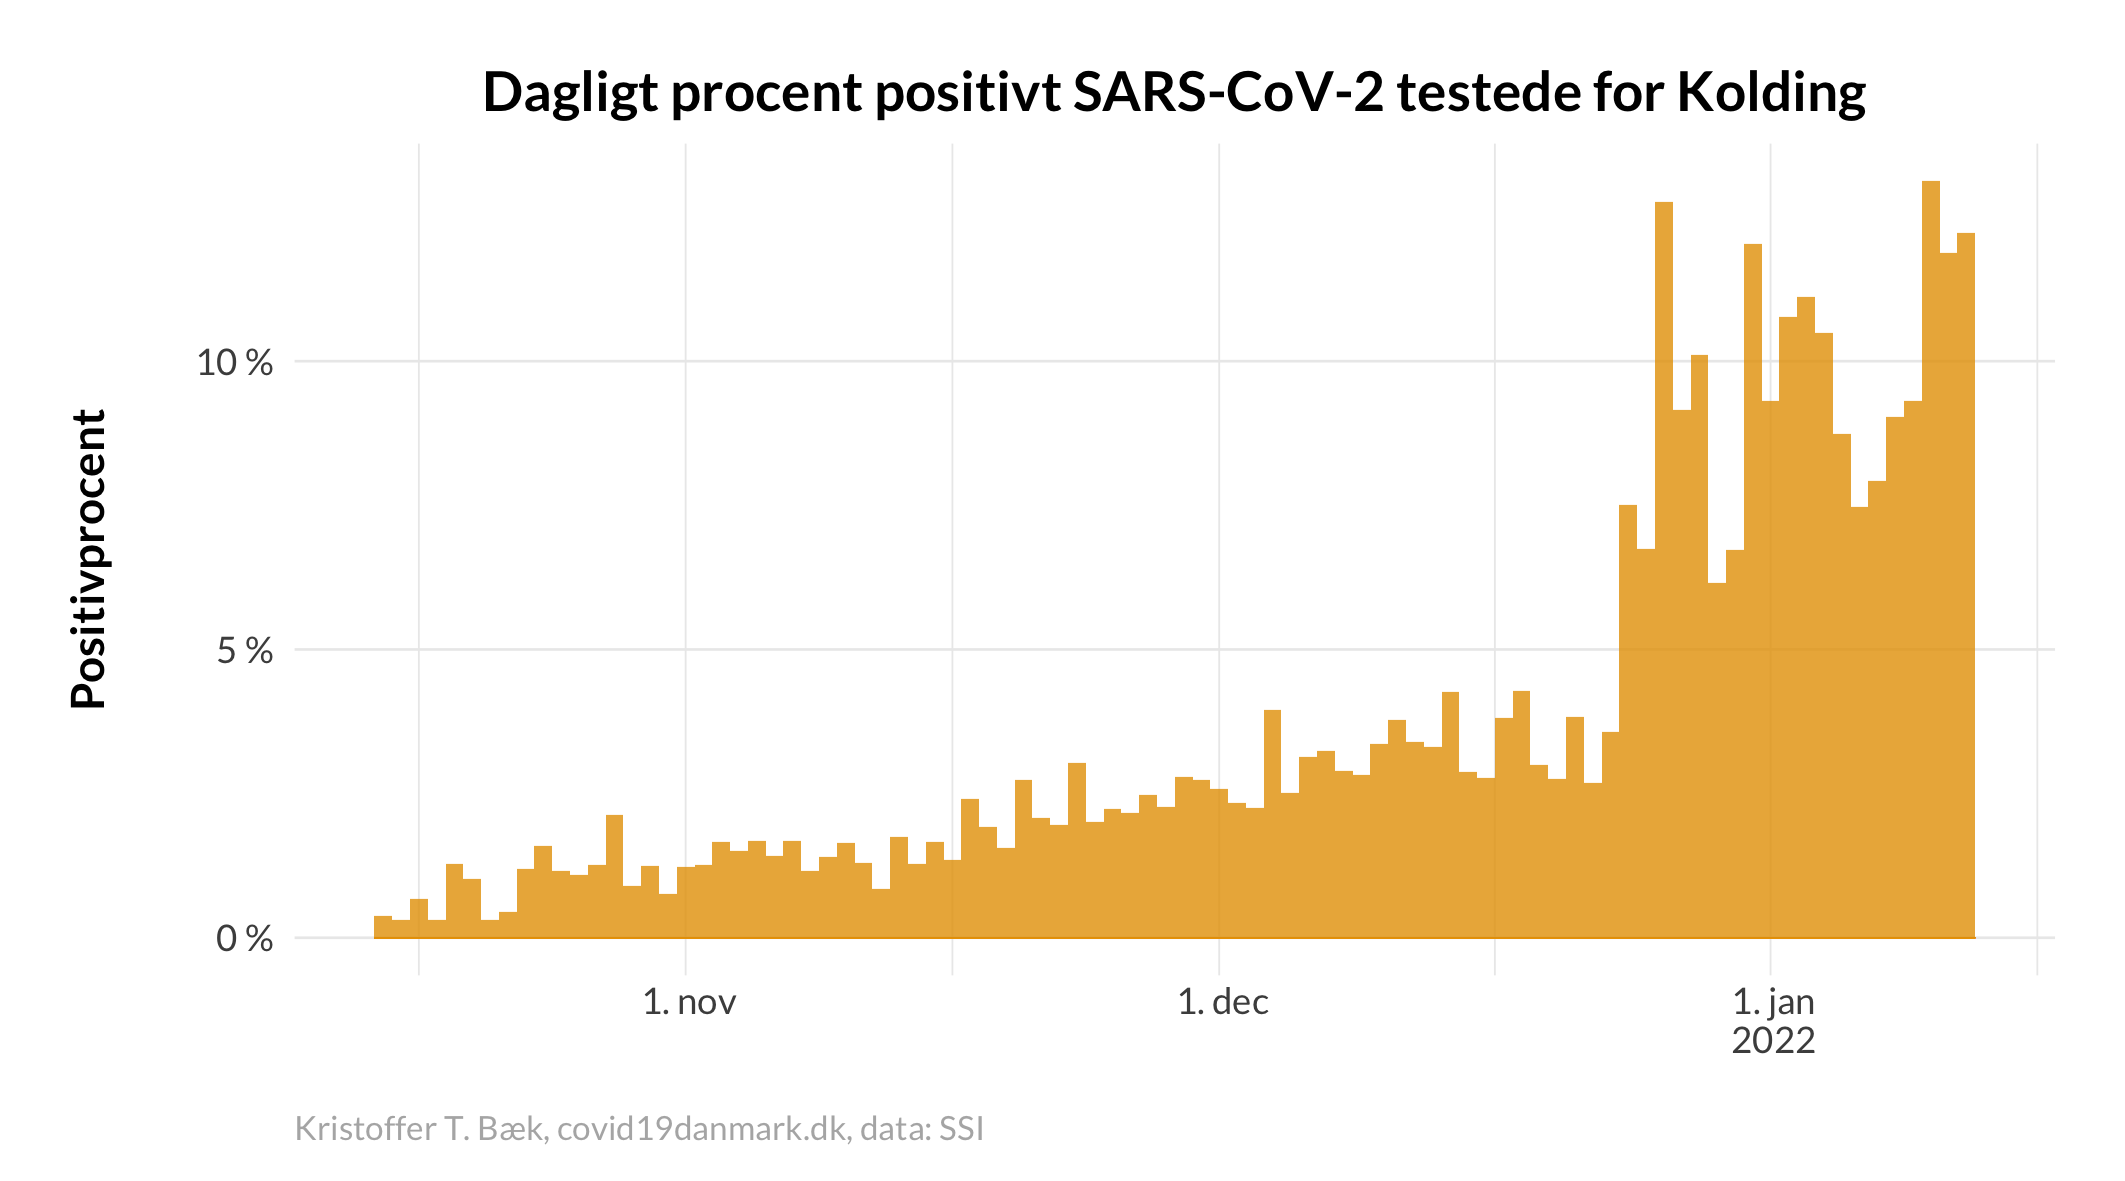 Dagligt procent positivt SARS-CoV-2 testede for Kolding
Positivprocent
10 %
5 %
0 %
1. nov
1. dec
1. jan
2022
Kristoffer T. Bæk, covid19danmark.dk, data: SSI